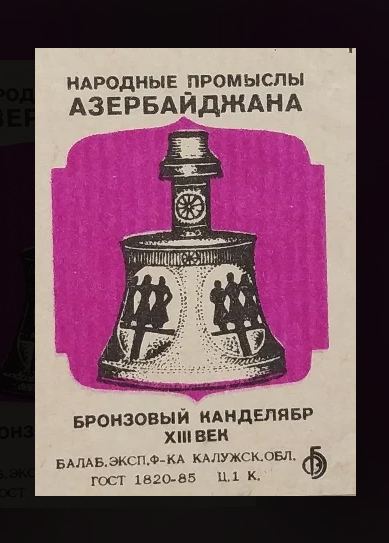 НАРОДНЫЕ ПРОМЫСЛЫ
АЗЕРБАЙДЖАНА
БРОНЗОВЫЙ КАНДЕЛЯБР
XIII ВЕК
БАЛАБ.ЭКСП.Ф-КА КАЛУЖСК.ОБЛ.
ГОСТ 1820-85 Ц.1 К.